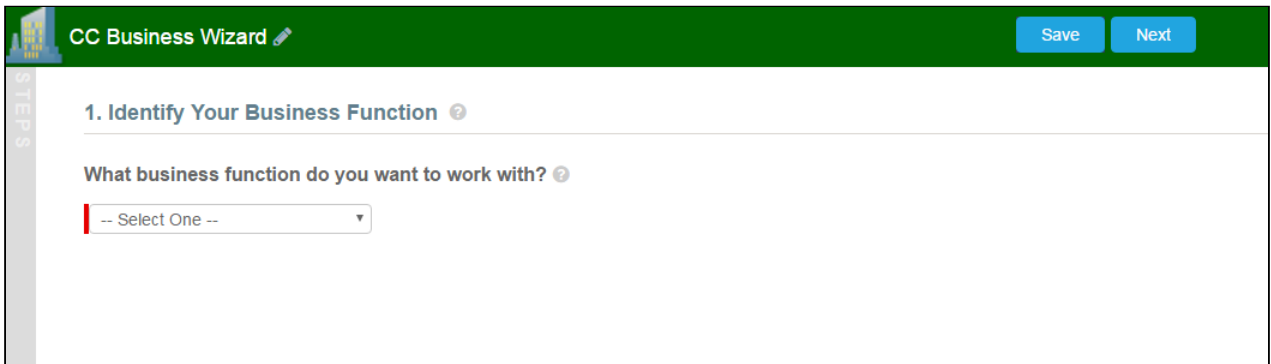 CC Business Wizard
Save
Next
STEPS
1. Identify Your Business Function ?
What business function do you want to work with? ?
-- Select One --